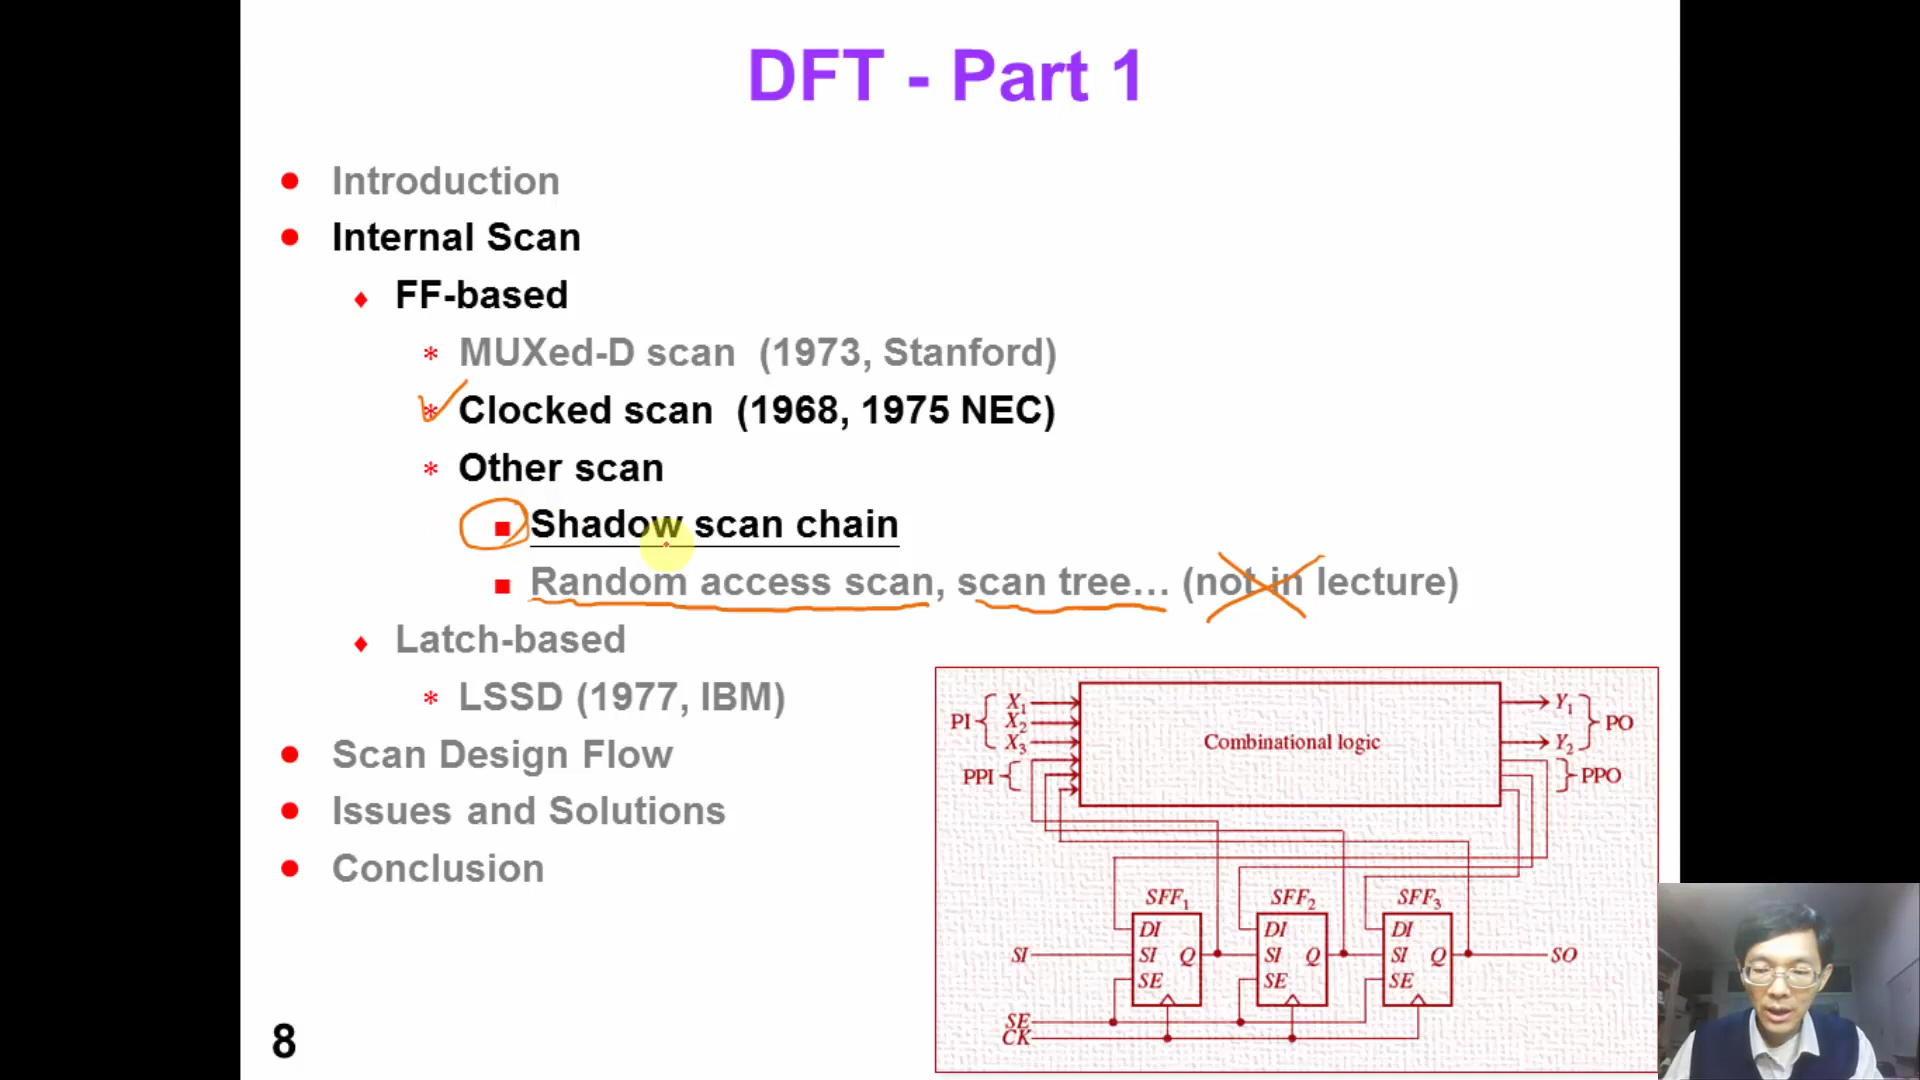 DFT - Part 1
Introduction
Internal Scan
FF-based
MUXed-D scan (1973, Stanford)
Clocked scan (1968, 1975 NEC)
Other scan
Shadow scan chain
Random access scan, scan tree... (not in lecture)
Latch-based
LSSD (1977, IBM)
Scan Design Flow
Issues and Solutions
Conclusion
8
PI X1 Combinational logic Y1 PO
X2
X3 Y2
PPI PPO
SFF1 SFF2 SFF3
DI DI DI
SI SI Q SI Q SI Q SO
SE SE SE
SE
CK